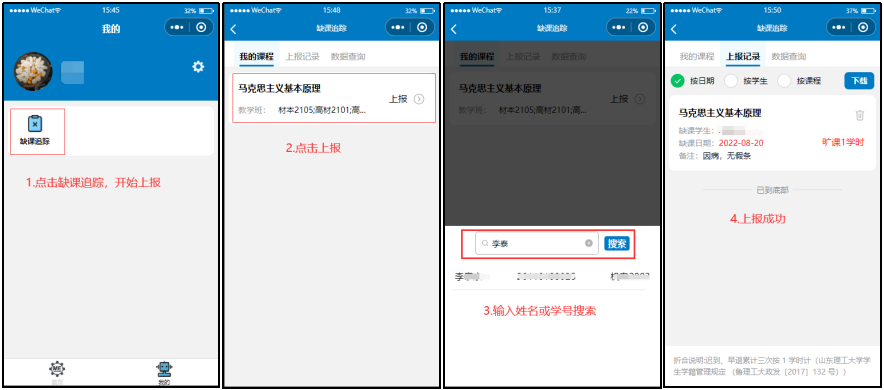 ●●●●● WeChat
15:45
32%
我的
缺课追踪
1.点击缺课追踪，开始上报
我的
●●●●● WeChat
15:48
32%
缺课追踪
我的课程 上报记录 数据查询
马克思主义基本原理
教学班： 材本2105;高材2101;高...
上报
2.点击上报
●●●●● WeChat
15:37
22%
缺课追踪
我的课程 上报记录 数据查询
马克思主义基本原理
教学班： 材本2105;高材2101;高...
上报
李泰 搜索
3.输入姓名或学号搜索
●●●●● WeChat
15:50
37%
缺课追踪
我的课程 上报记录 数据查询
按日期 按学生 按课程 下载
马克思主义基本原理
缺课学生：
缺课日期：2022-08-20 旷课1学时
备注：因病，无假条
已到底部
4.上报成功
折合说明:迟到、早退累计三次按 1 学时计（山东理工大学学
生学籍管理规定 （鲁理工大政发〔2017〕132 号））